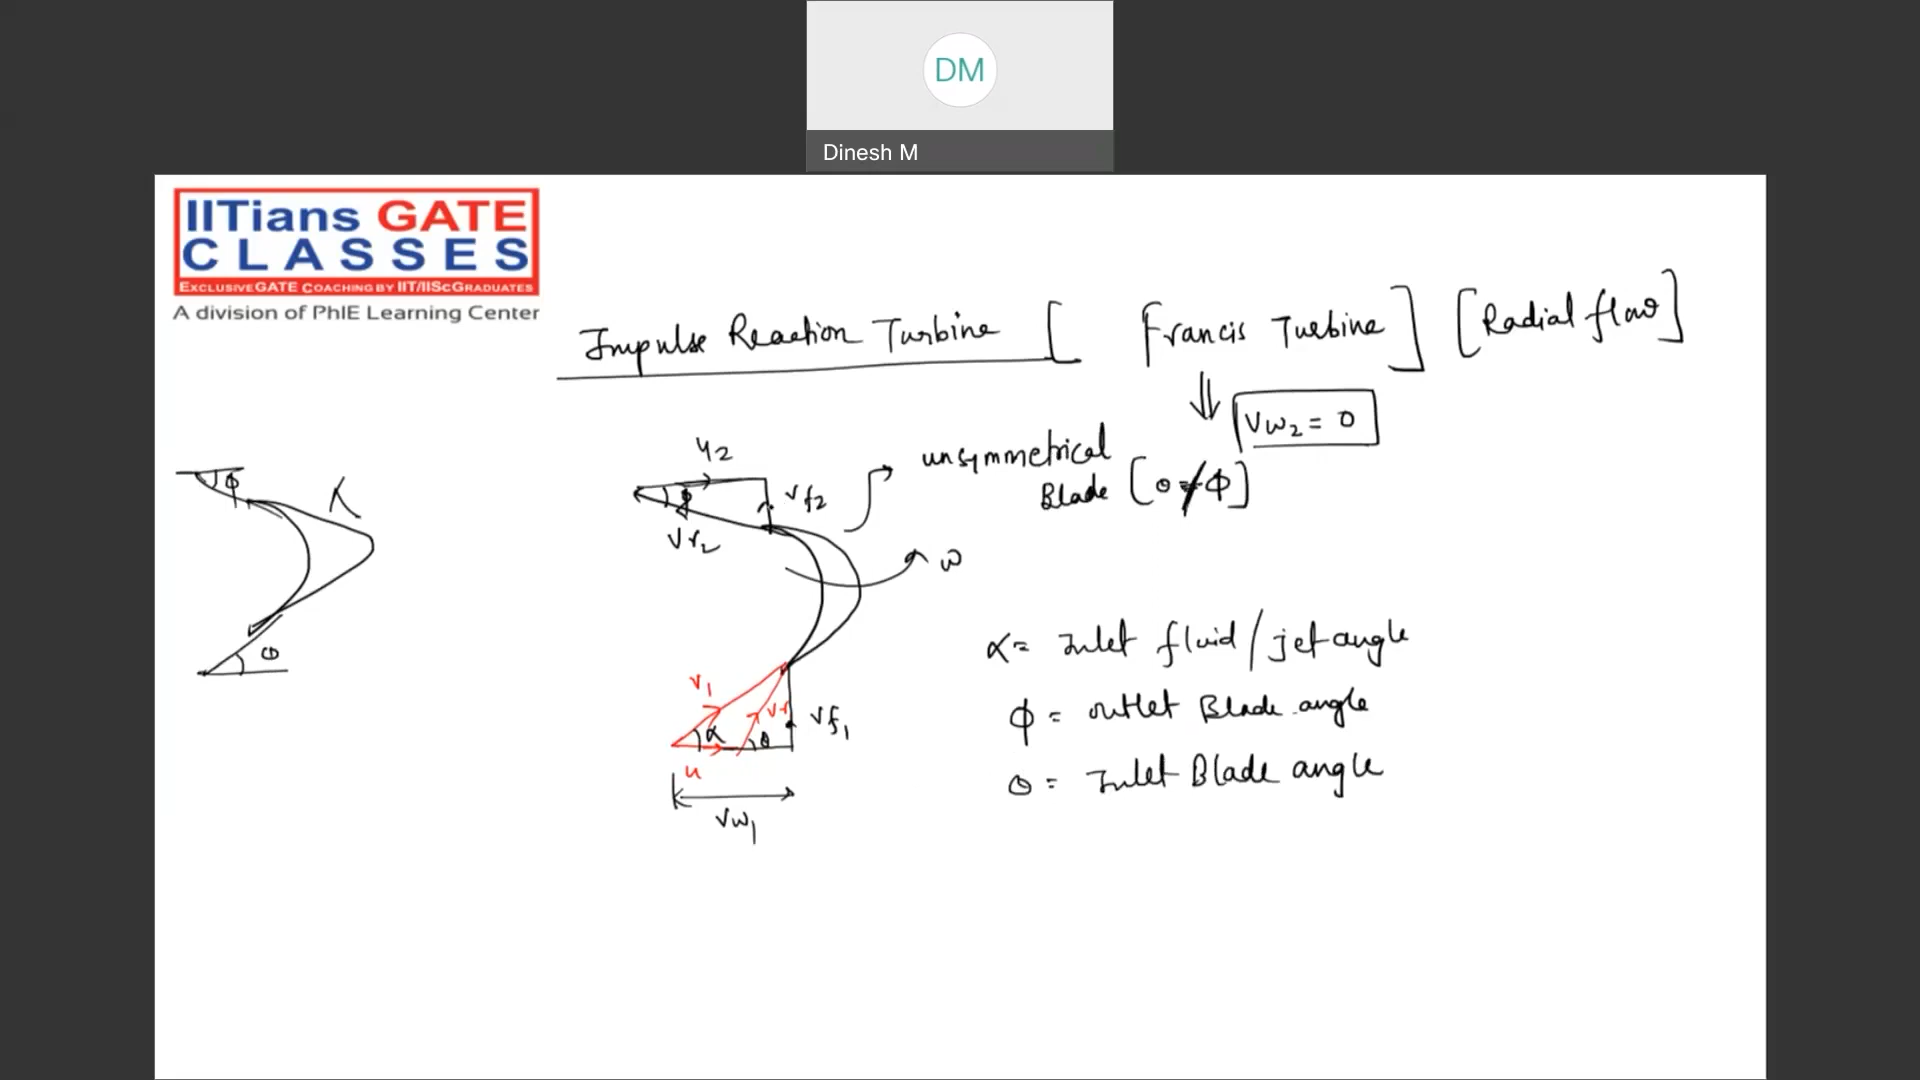 DM
Dinesh M
IITians GATE
CLASSES
EXCLUSIVE GATE COACHING BY IIT/IISc GRADUATES
A division of PhIE Learning Center
Impulse Reaction Turbine [ Francis Turbine ] [Radial flow]
⇓ Vw₂ = 0
unsymmetrical
Blade [θ ≠ ϕ]
u₂
ϕ
Vf₂
Vr₂
ω
ϕ
θ
V₁
Vr
α
θ
Vf₁
u
Vw₁
α = Inlet fluid/jet angle
ϕ = outlet Blade angle
θ = Inlet Blade angle